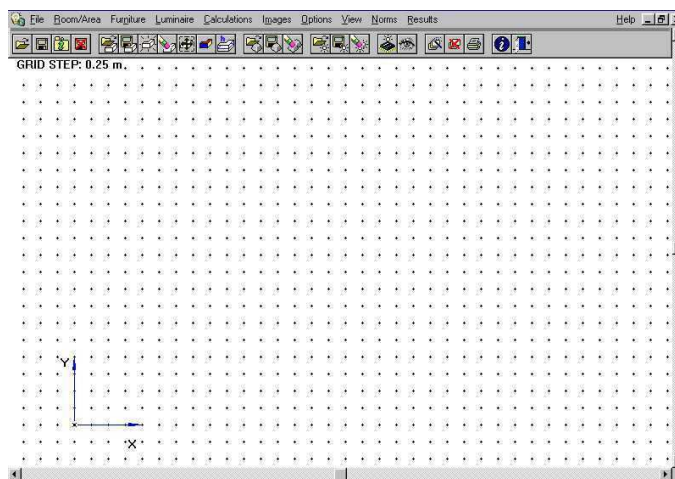 File Room/Area Furniture Luminaire Calculations Images Options View Norms Results Help
GRID STEP: 0.25 m.
Y
X